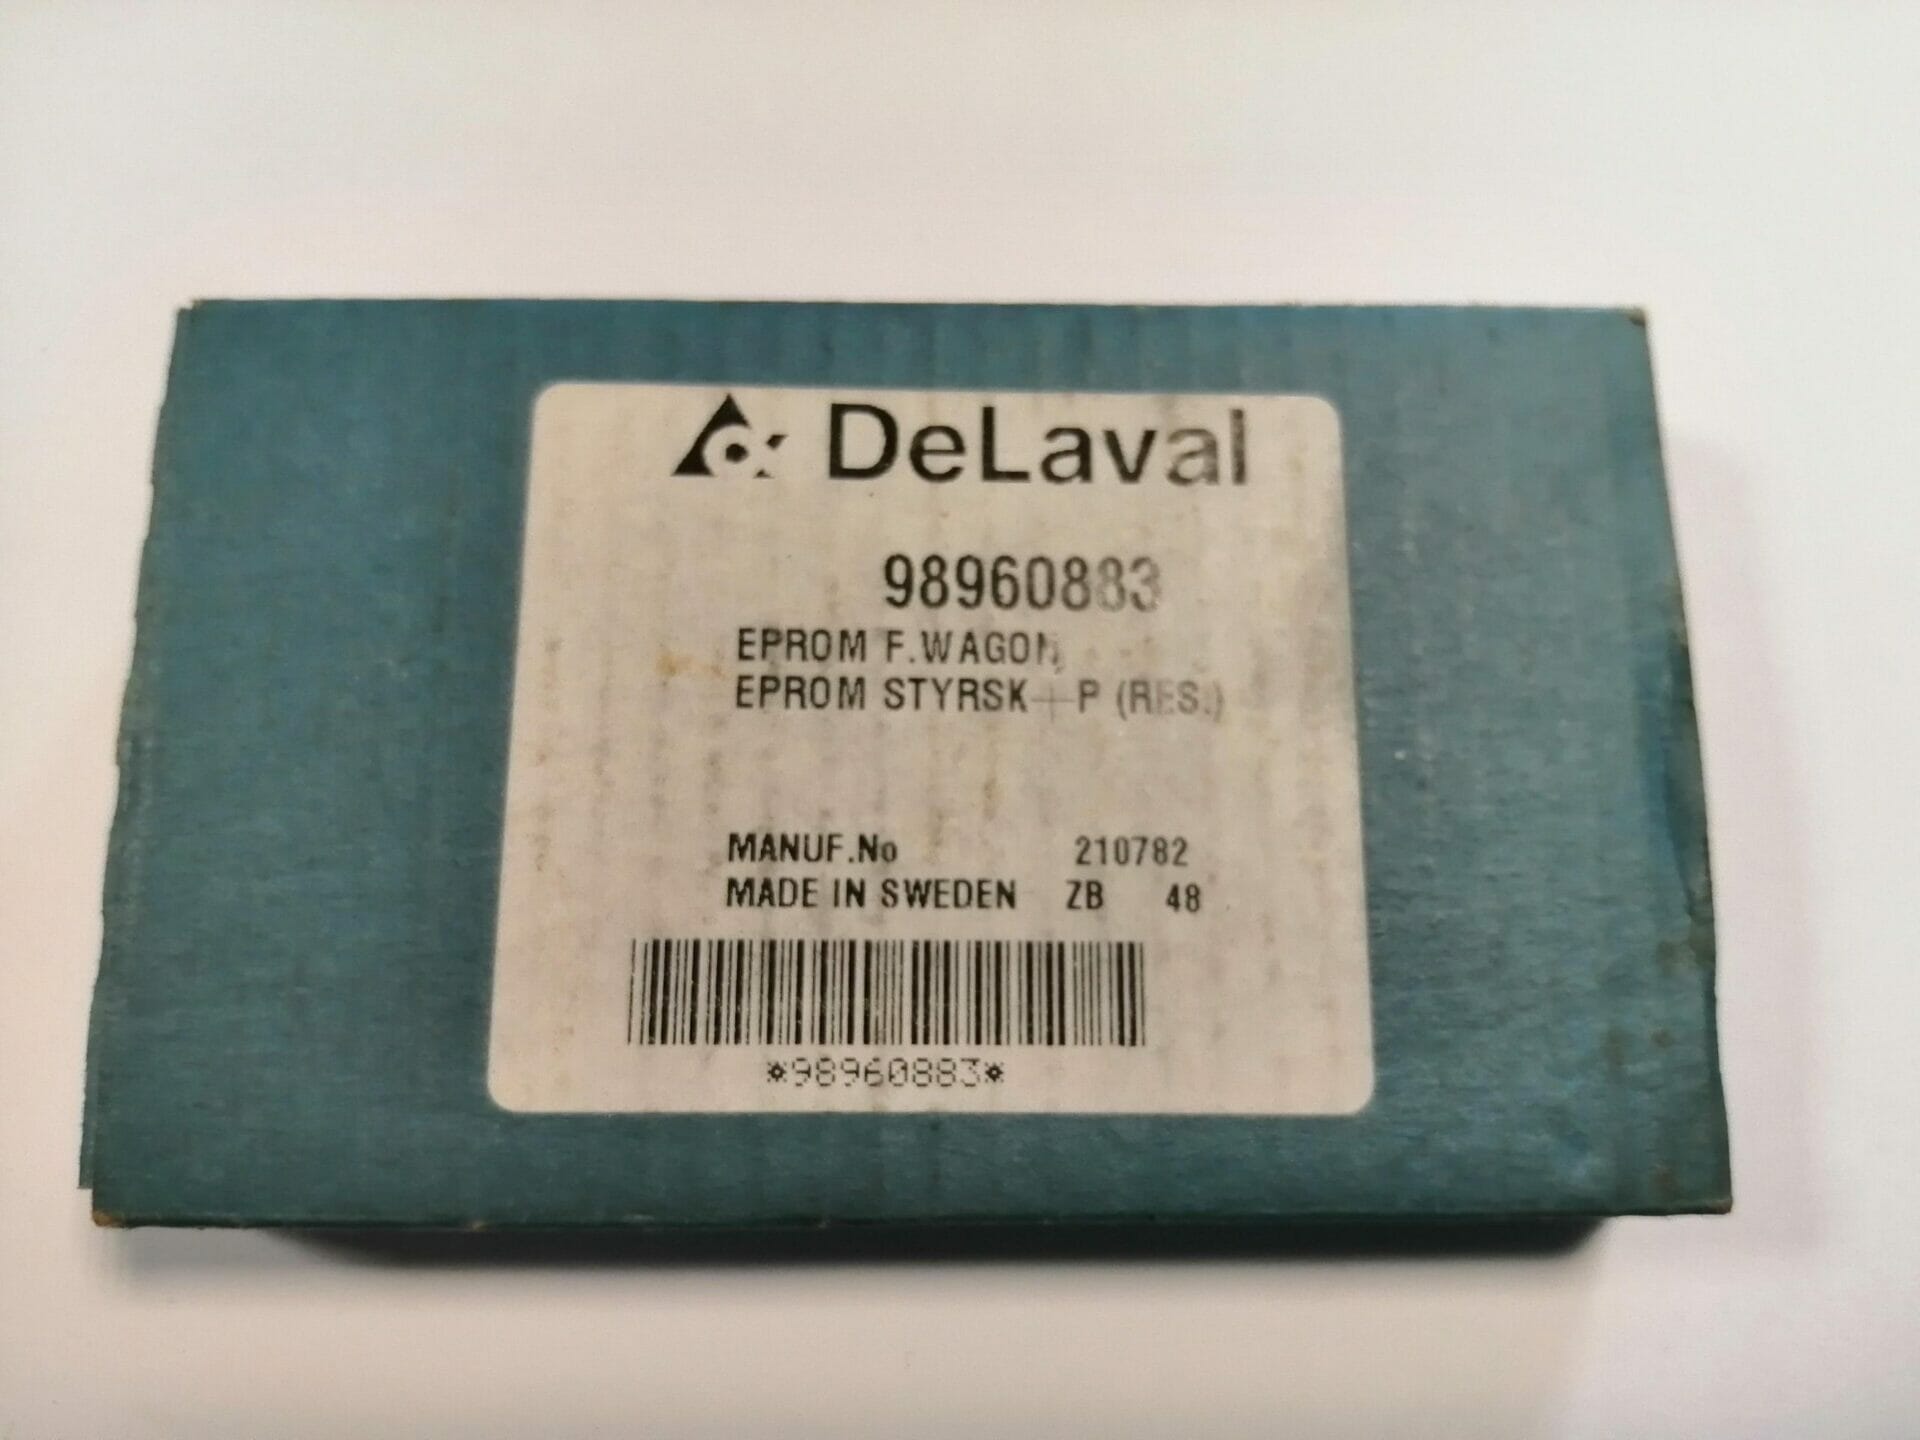 DeLaval
98960883
EPROM F.WAGON,
EPROM STYRSK+P (RES.)
MANUF.No 210782
MADE IN SWEDEN ZB 48
*98960883*